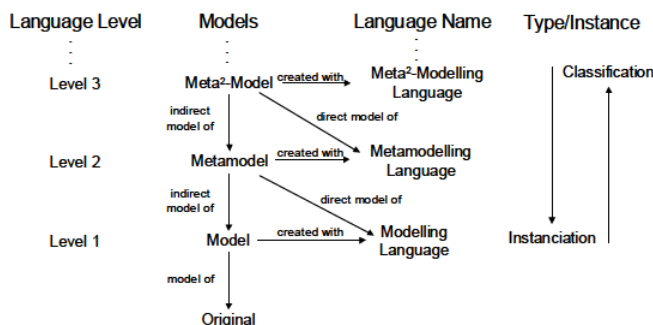 Language Level Models Language Name Type/Instance
Level 3 Meta²-Model created with Meta²-Modelling Language Classification
indirect model of direct model of
Level 2 Metamodel created with Metamodelling Language
indirect model of direct model of
Level 1 Model created with Modelling Language Instanciation
model of
Original